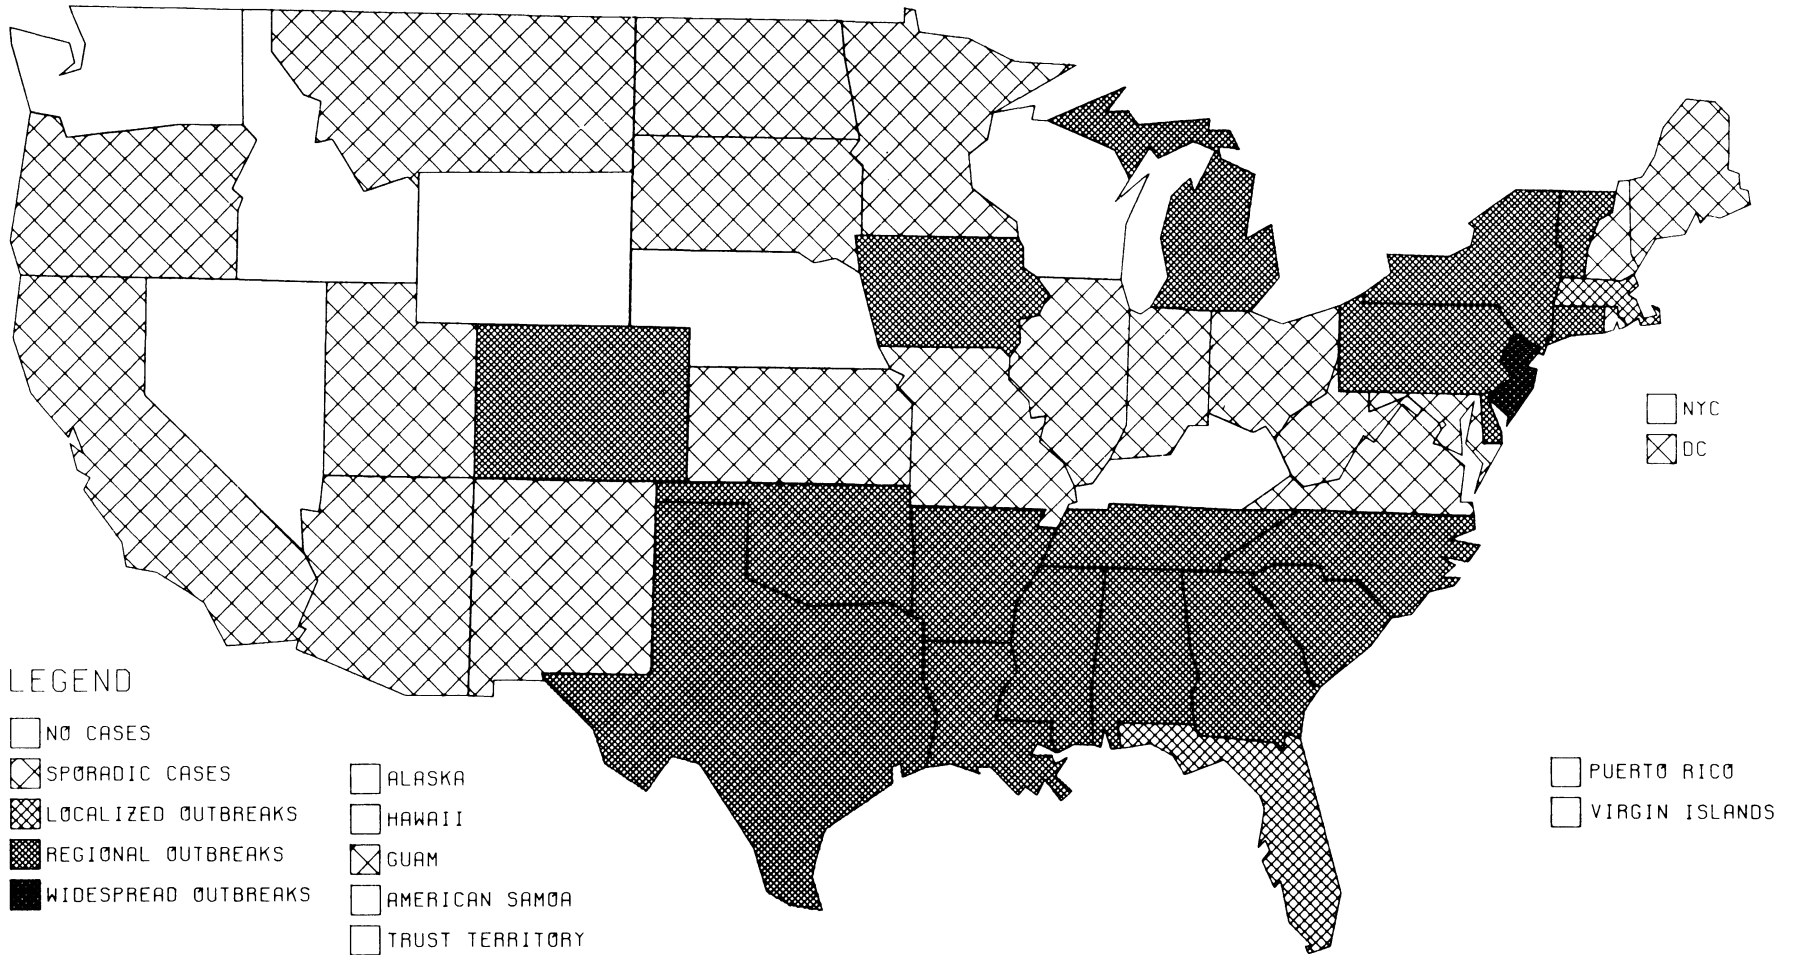 NYC
DC
LEGEND
NO CASES
SPORADIC CASES
LOCALIZED OUTBREAKS
REGIONAL OUTBREAKS
WIDESPREAD OUTBREAKS
ALASKA
HAWAII
GUAM
AMERICAN SAMOA
TRUST TERRITORY
PUERTO RICO
VIRGIN ISLANDS